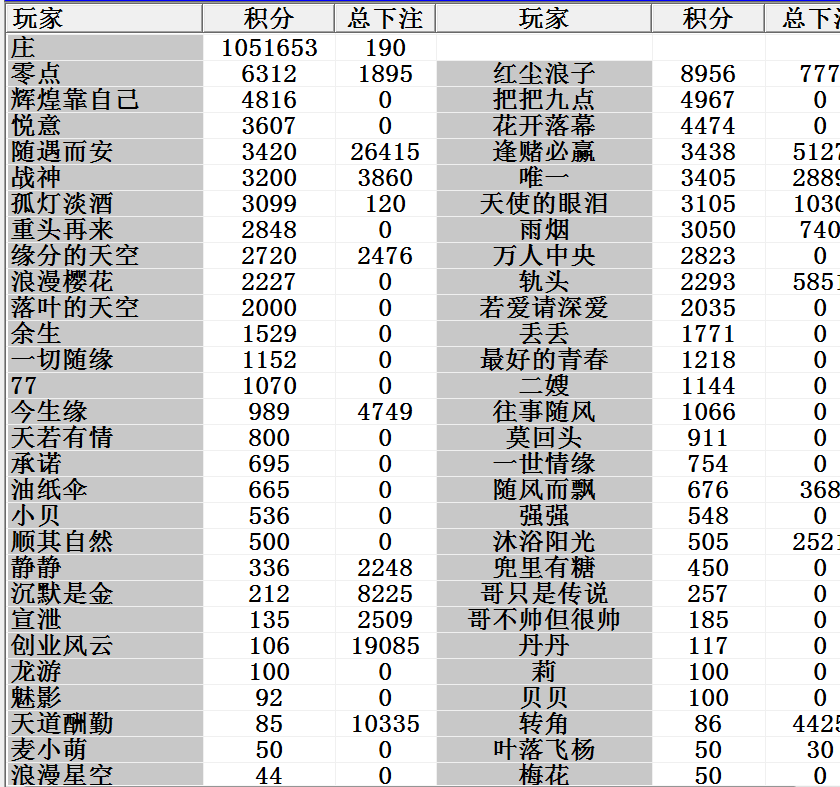 玩家 积分 总下注 玩家 积分 总下
庄 1051653 190
零点 6312 1895 红尘浪子 8956 777
辉煌靠自己 4816 0 把把九点 4967 0
悦意 3607 0 花开落幕 4474 0
随遇而安 3420 26415 逢赌必赢 3438 5127
战神 3200 3860 唯一 3405 2889
孤灯淡酒 3099 120 天使的眼泪 3105 1030
重头再来 2848 0 雨烟 3050 740
缘分的天空 2720 2476 万人中央 2823 0
浪漫樱花 2227 0 轨头 2293 5851
落叶的天空 2000 0 若爱请深爱 2035 0
余生 1529 0 丢丢 1771 0
一切随缘 1152 0 最好的青春 1218 0
77 1070 0 二嫂 1144 0
今生缘 989 4749 往事随风 1066 0
天若有情 800 0 莫回头 911 0
承诺 695 0 一世情缘 754 0
油纸伞 665 0 随风而飘 676 368
小贝 536 0 强强 548 0
顺其自然 500 0 沐浴阳光 505 2521
静静 336 2248 兜里有糖 450 0
沉默是金 212 8225 哥只是传说 257 0
宣泄 135 2509 哥不帅但很帅 185 0
创业风云 106 19085 丹丹 117 0
龙游 100 0 莉 100 0
魅影 92 0 贝贝 100 0
天道酬勤 85 10335 转角 86 4425
麦小萌 50 0 叶落飞杨 50 30
浪漫星空 44 0 梅花 50 0